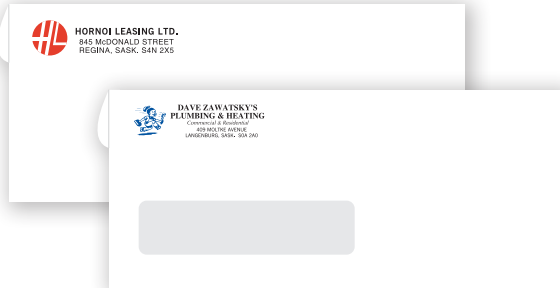 HL
HORNOI LEASING LTD.
845 McDONALD STREET
REGINA, SASK. S4N 2X5
DAVE ZAWATSKY'S
PLUMBING & HEATING
Commercial & Residential
409 MOLTKE AVENUE
LANGENBURG, SASK. S0A 2A0